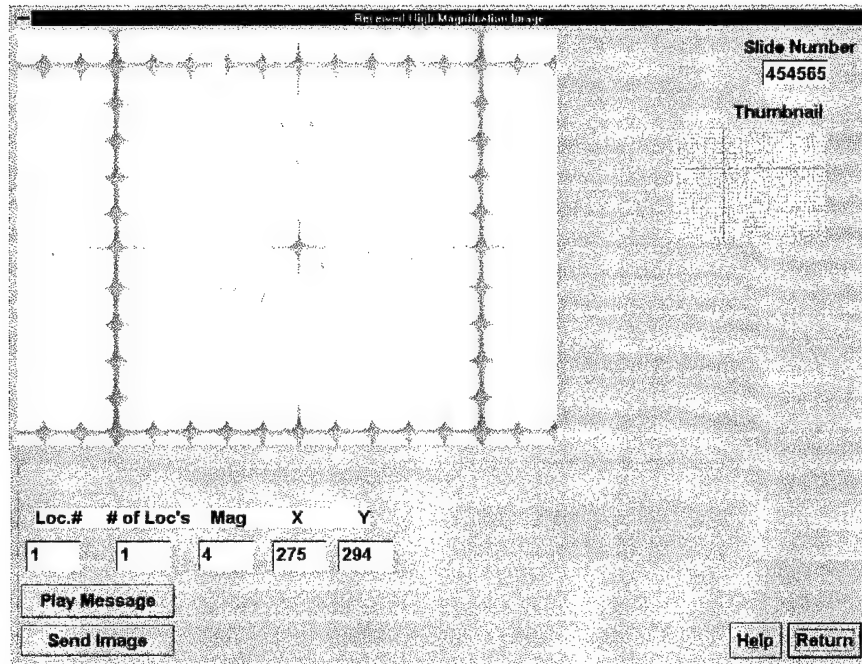 Received High Magnification Image
Slide Number
454565
Thumbnail
Loc.# # of Loc's Mag X Y
1 1 4 275 294
Play Message
Send Image
Help Return